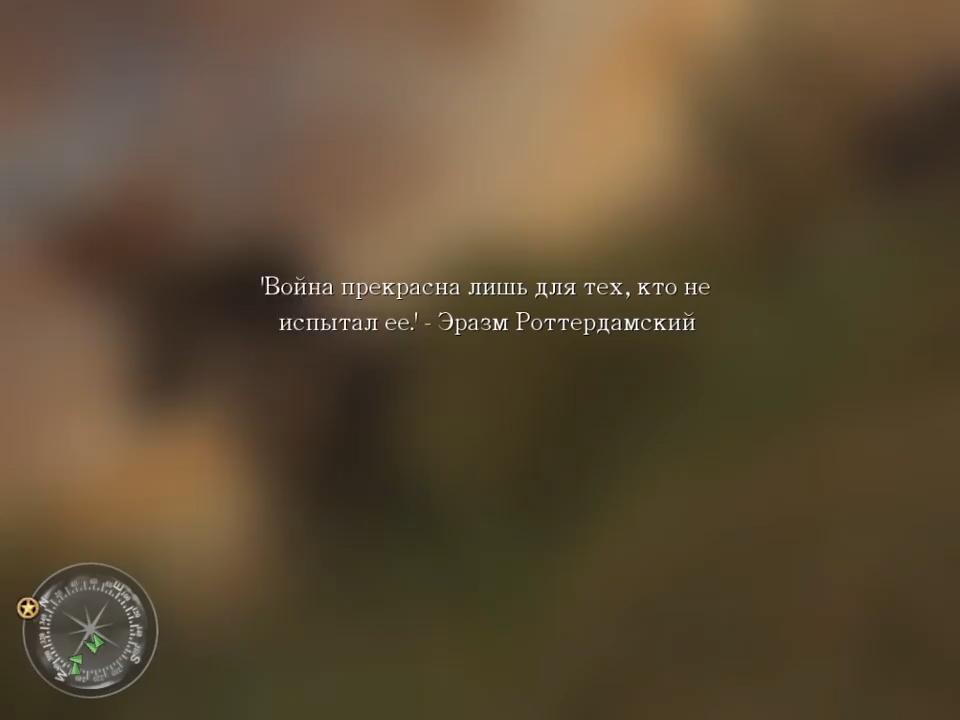 'Война прекрасна лишь для тех, кто не
испытал ее.' - Эразм Роттердамский
N
E
S
W